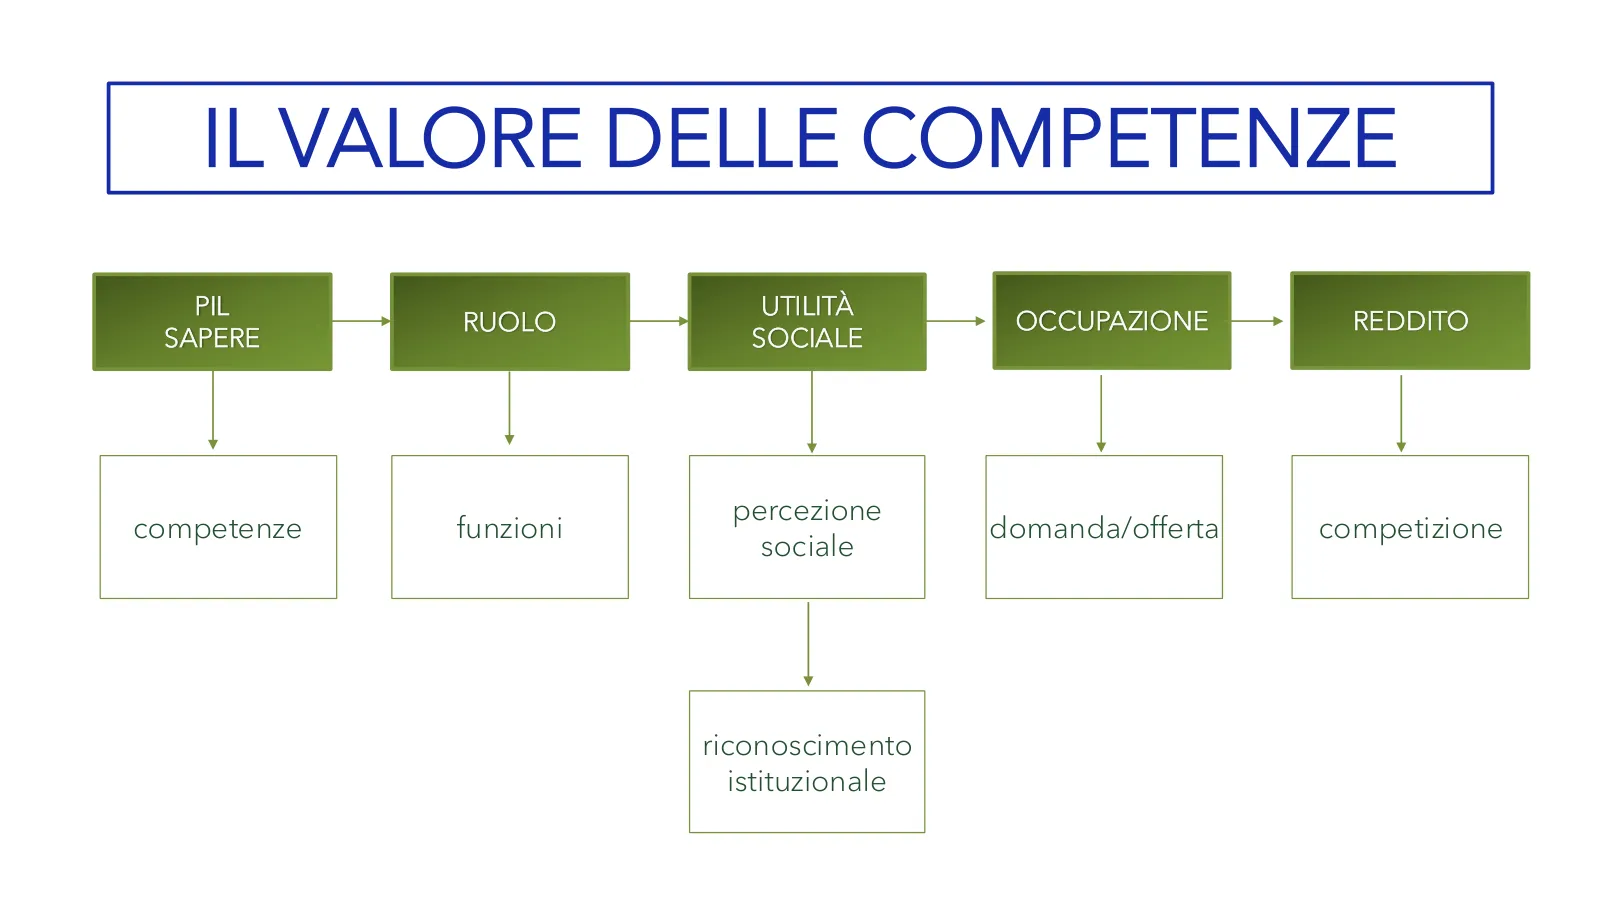 IL VALORE DELLE COMPETENZE
PIL
SAPERE
RUOLO
UTILITÀ
SOCIALE
OCCUPAZIONE
REDDITO
competenze
funzioni
percezione
sociale
domanda/offerta
competizione
riconoscimento
istituzionale